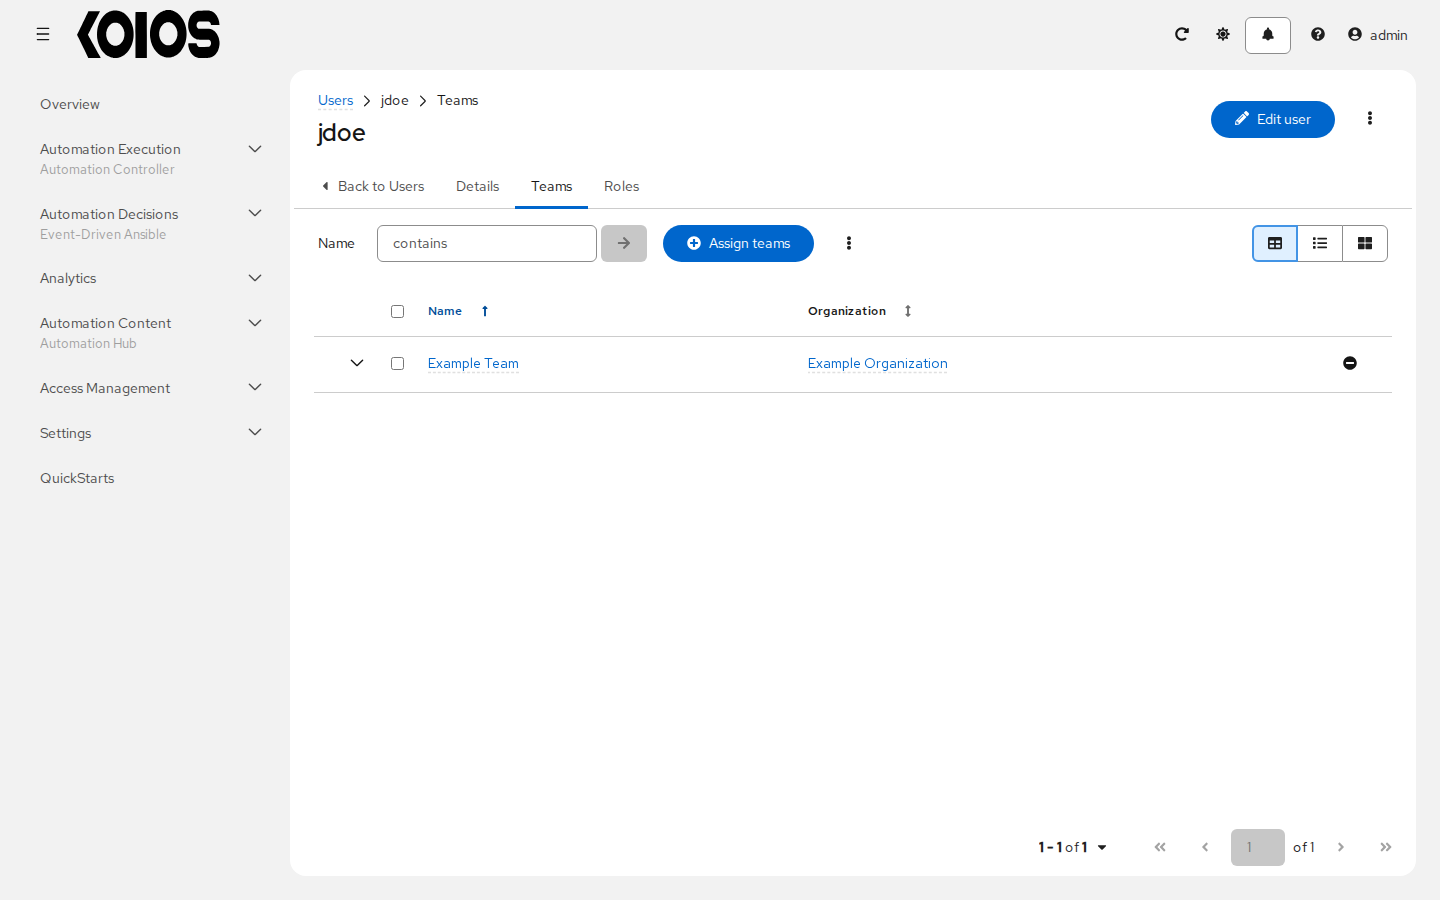 KOIOS
admin
Overview
Automation Execution
Automation Controller
Automation Decisions
Event-Driven Ansible
Analytics
Automation Content
Automation Hub
Access Management
Settings
QuickStarts
Users
jdoe
Teams
jdoe
Edit user
Back to Users
Details
Teams
Roles
Name
contains
Assign teams
Name
Organization
Example Team
Example Organization
1 - 1 of 1
1
of 1